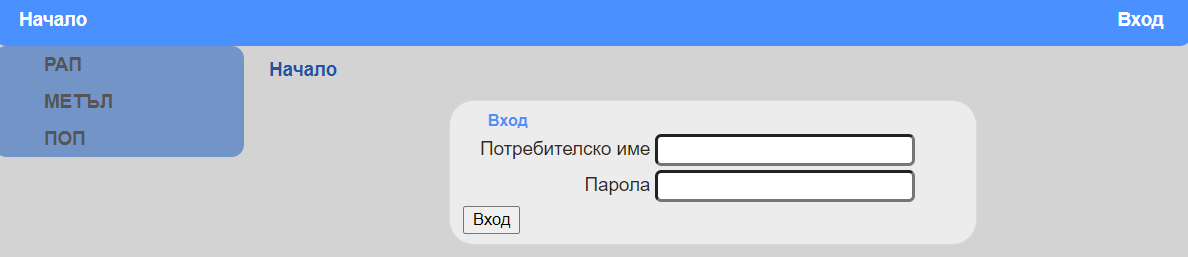 Начало Вход
РАП
МЕТЪЛ
ПОП
Начало
Вход
Потребителско име
Парола
Вход